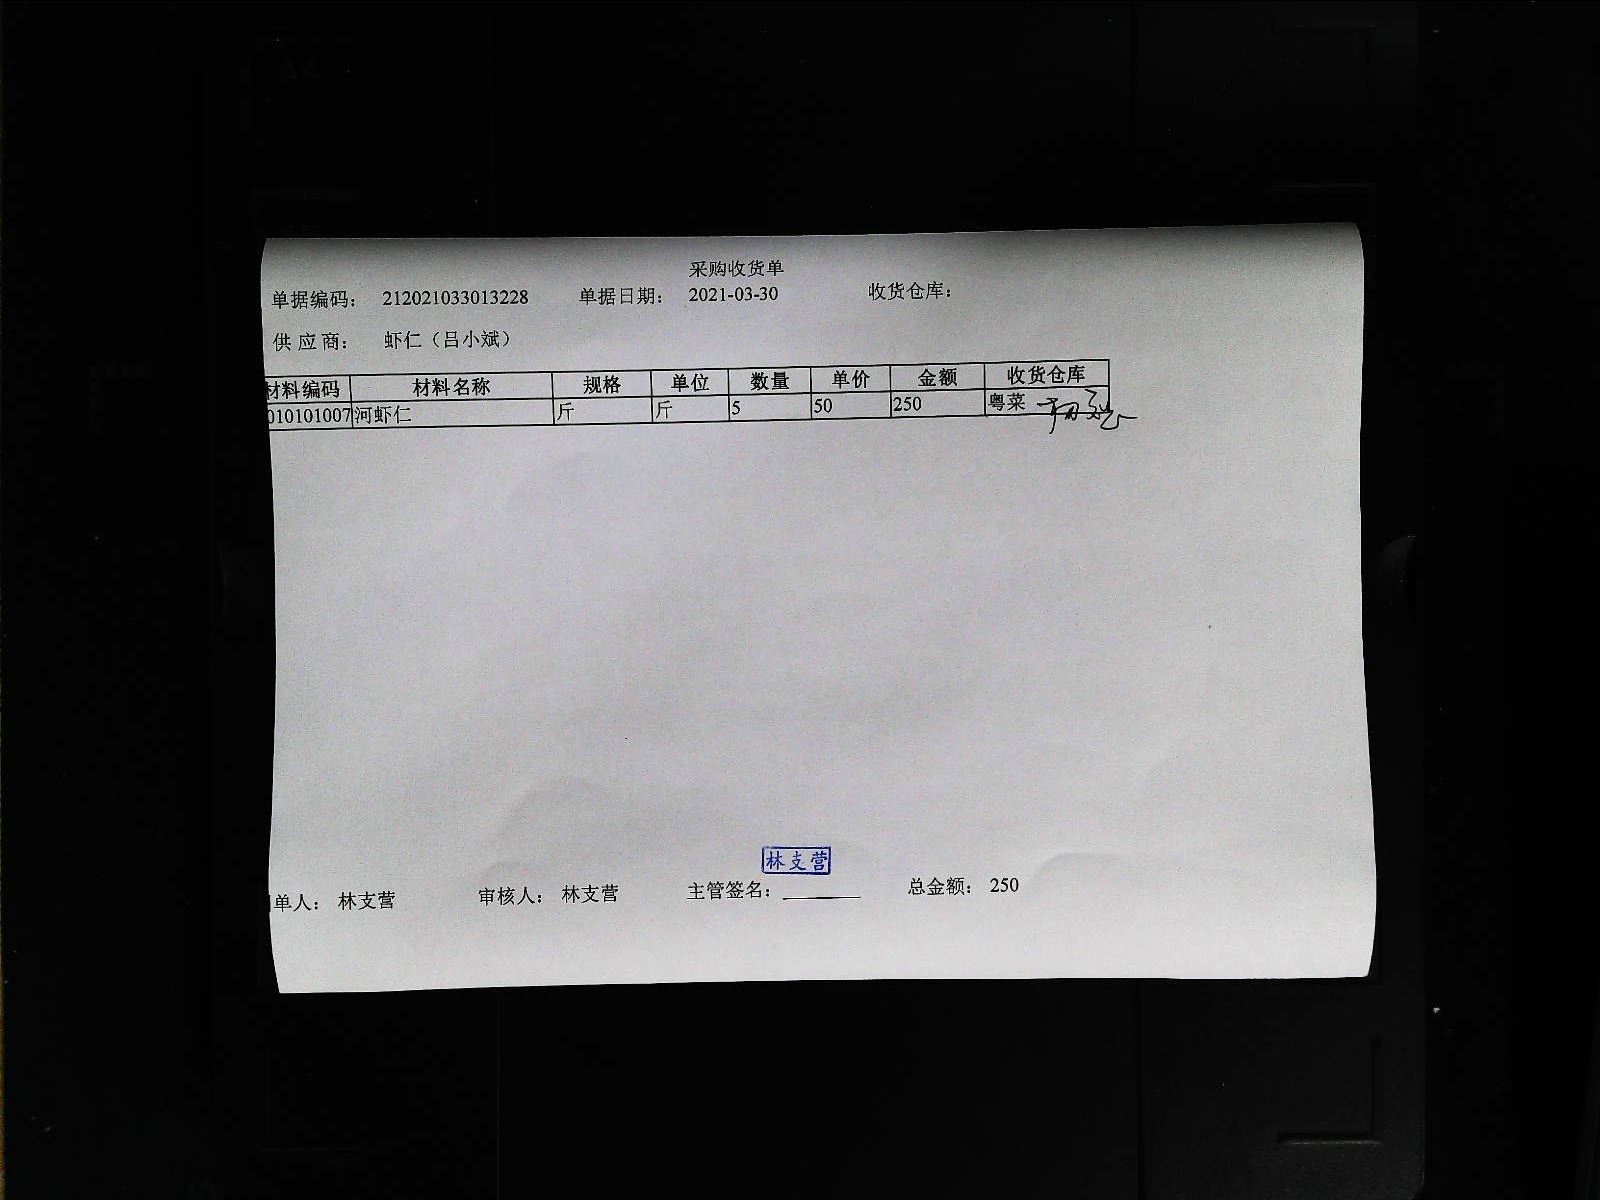 采购收货单
单据编码： 212021033013228 单据日期： 2021-03-30 收货仓库：
供应商： 虾仁（吕小斌）
材料编码 材料名称 规格 单位 数量 单价 金额 收货仓库
010101007 河虾仁 斤 斤 5 50 250 粤菜
林支营
单人： 林支营 审核人： 林支营 主管签名： 总金额： 250